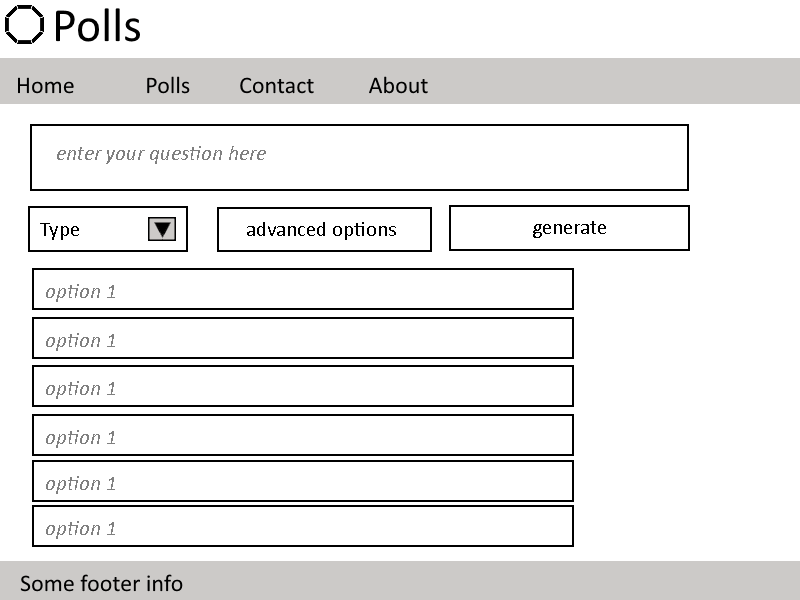 Polls
Home Polls Contact About
enter your question here
Type advanced options generate
option 1
option 1
option 1
option 1
option 1
option 1
Some footer info